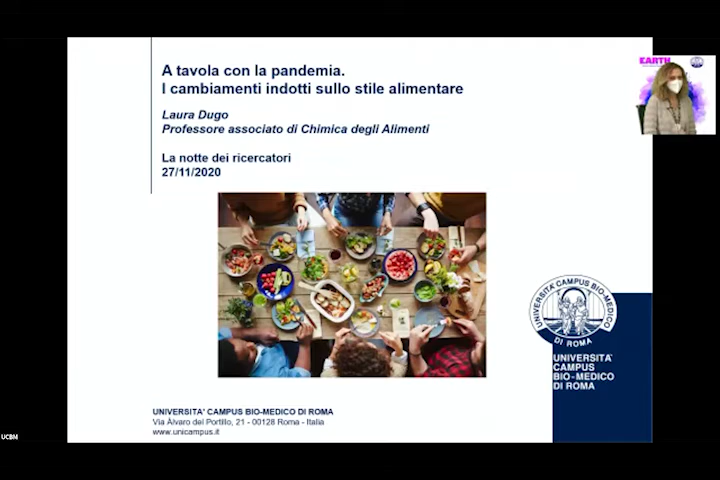 A tavola con la pandemia.
I cambiamenti indotti sullo stile alimentare
Laura Dugo
Professore associato di Chimica degli Alimenti
La notte dei ricercatori
27/11/2020
EARTH
UNIVERSITA' CAMPUS BIO-MEDICO
DI ROMA
UNIVERSITA'
CAMPUS
BIO-MEDICO
DI ROMA
UNIVERSITA' CAMPUS BIO-MEDICO DI ROMA
Via Àlvaro del Portillo, 21 - 00128 Roma - Italia
www.unicampus.it
UCBM